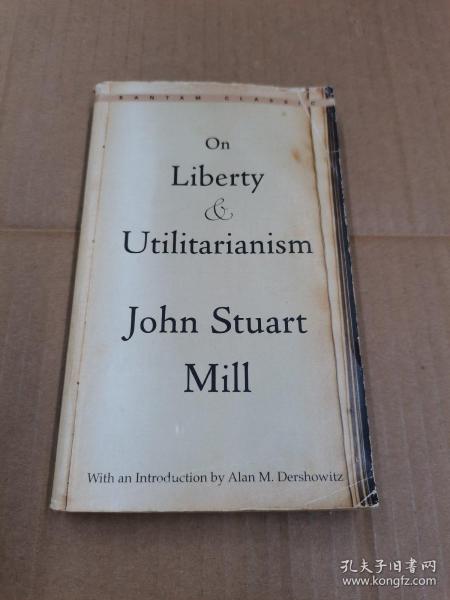 BANTAM CLASSIC
On
Liberty
&
Utilitarianism
John Stuart
Mill
With an Introduction by Alan M. Dershowitz
孔夫子旧书网
www.kongfz.com